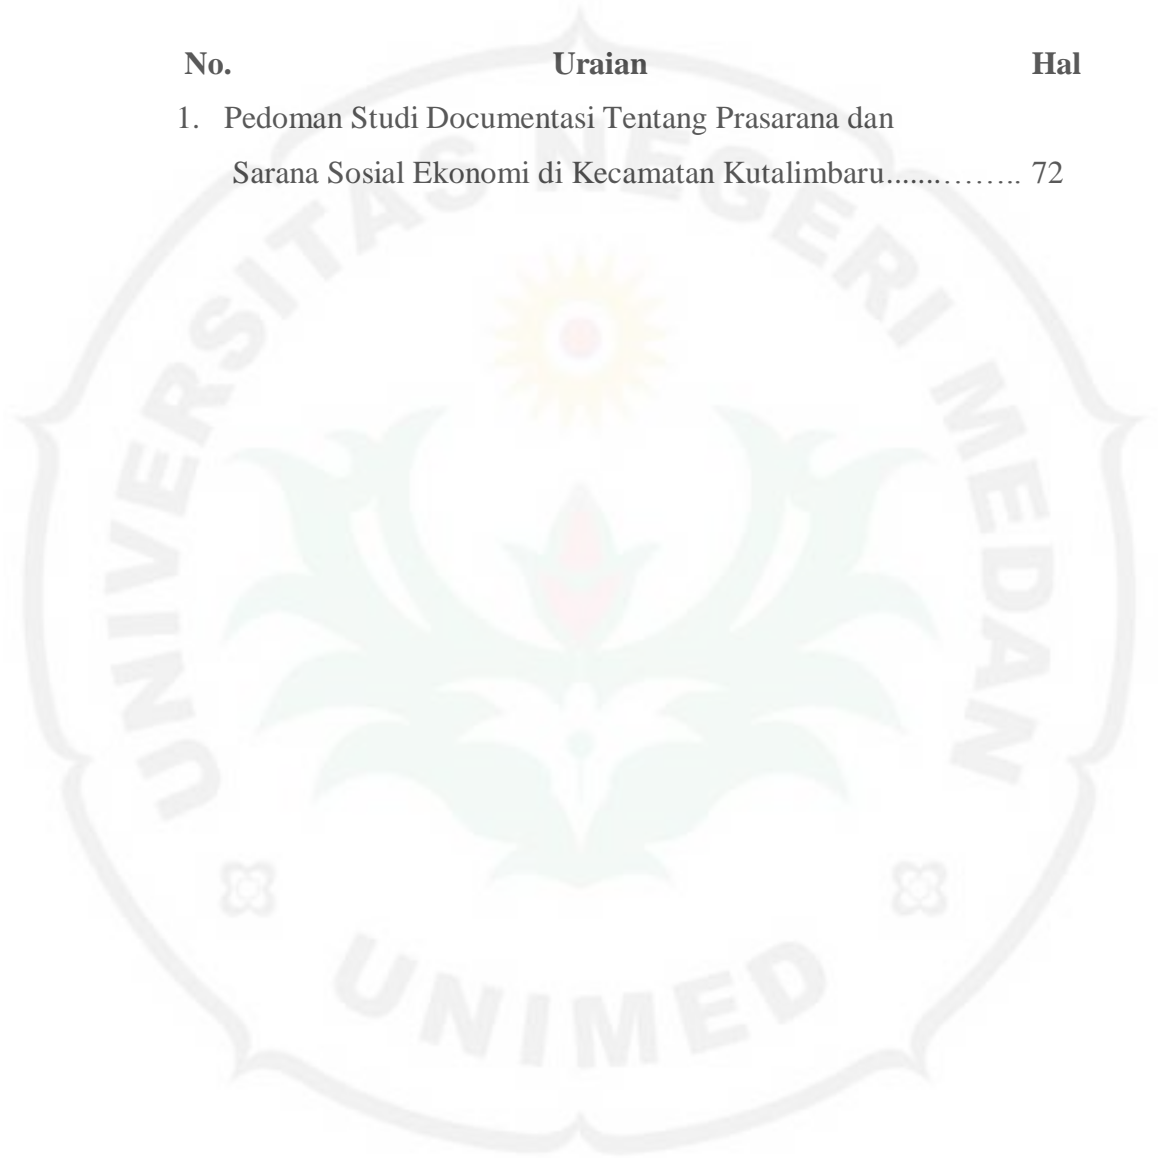 No. Uraian Hal
1. Pedoman Studi Documentasi Tentang Prasarana dan
Sarana Sosial Ekonomi di Kecamatan Kutalimbaru.......…….. 72
UNIVERSITAS NEGERI MEDAN
UNIMED